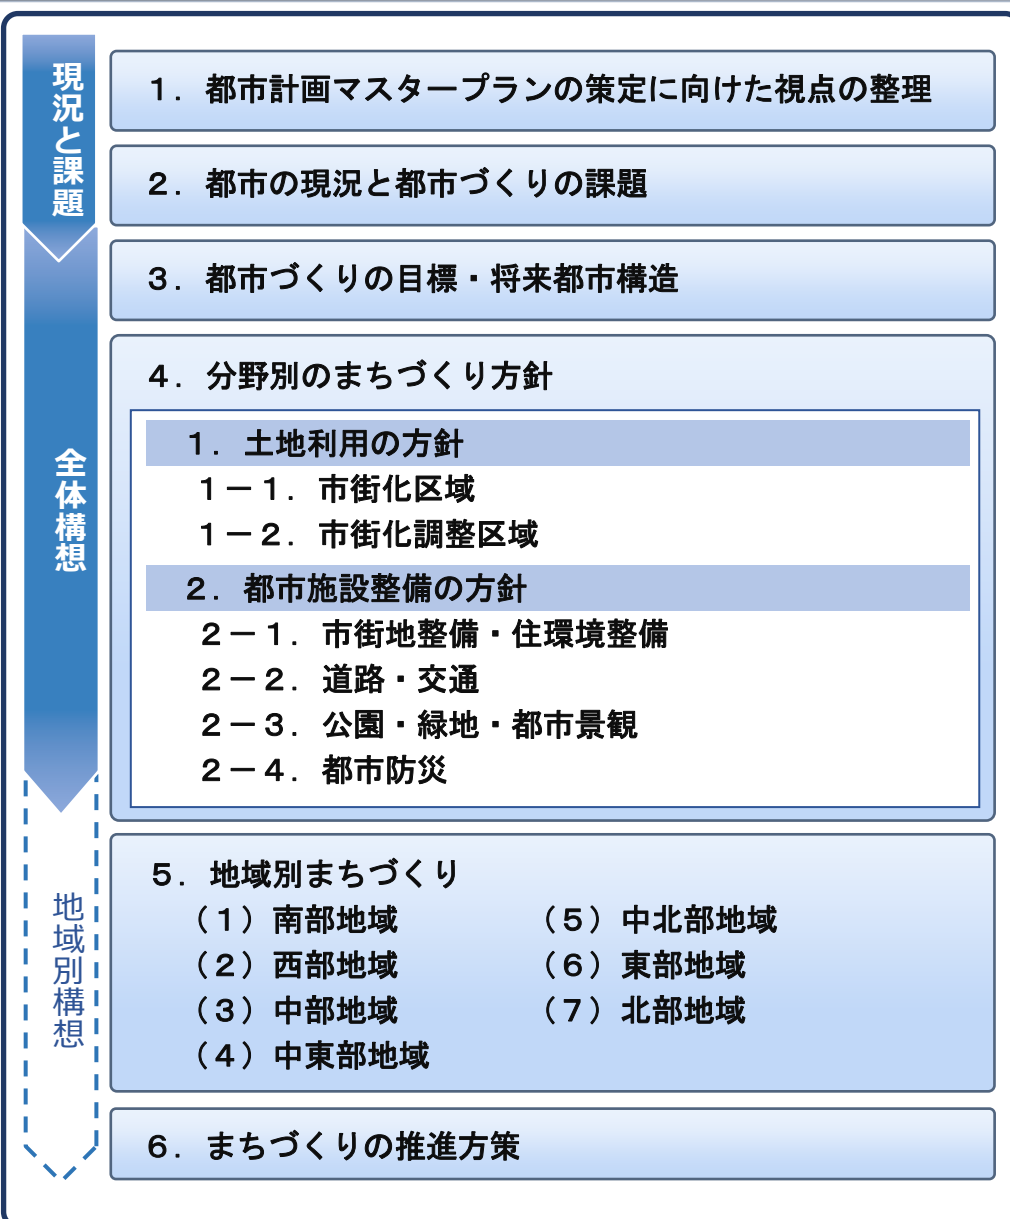 現況と課題
１．都市計画マスタープランの策定に向けた視点の整理
２．都市の現況と都市づくりの課題
全体構想
３．都市づくりの目標・将来都市構造
４．分野別のまちづくり方針
１．土地利用の方針
１－１．市街化区域
１－２．市街化調整区域
２．都市施設整備の方針
２－１．市街地整備・住環境整備
２－２．道路・交通
２－３．公園・緑地・都市景観
２－４．都市防災
地域別構想
５．地域別まちづくり
（１）南部地域
（２）西部地域
（３）中部地域
（４）中東部地域
（５）中北部地域
（６）東部地域
（７）北部地域
６．まちづくりの推進方策